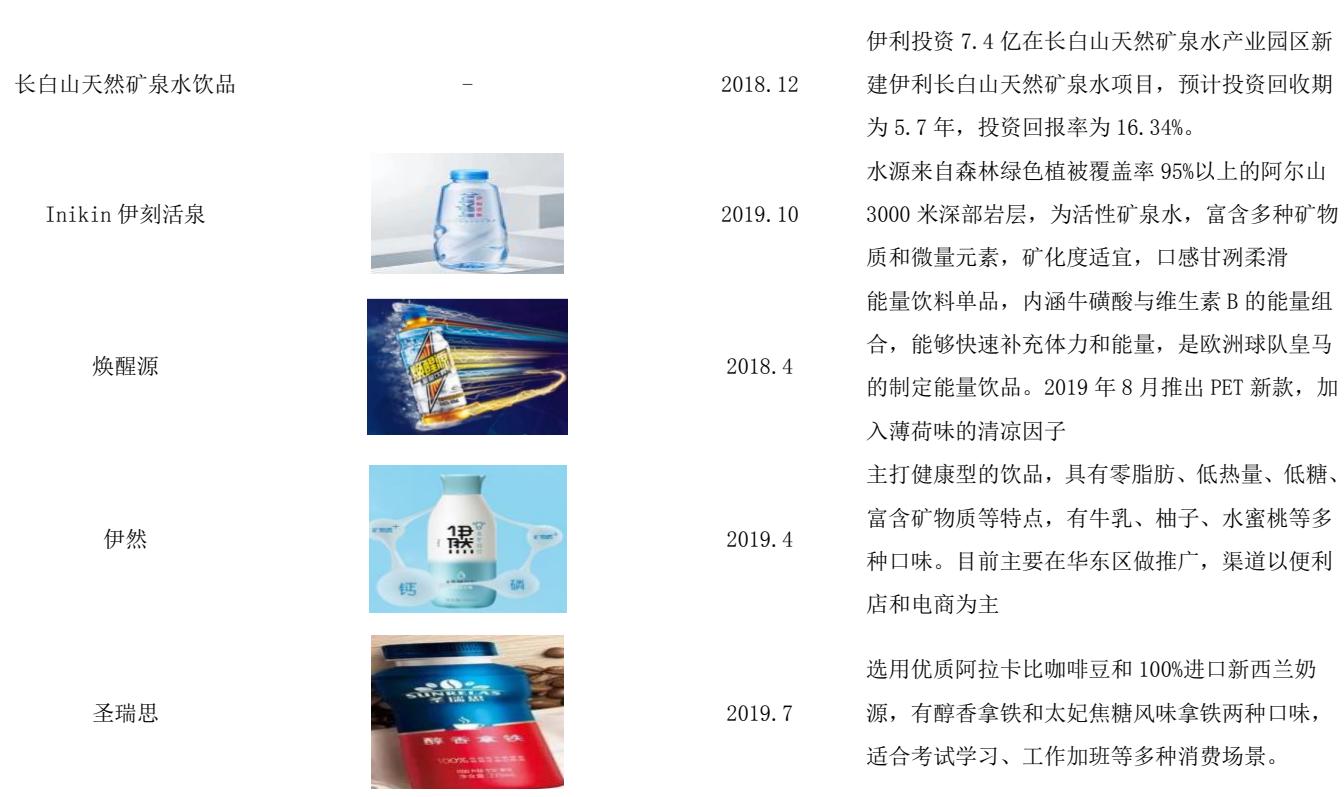 伊利投资 7.4 亿在长白山天然矿泉水产业园区新
长白山天然矿泉水饮品 - 2018.12 建伊利长白山天然矿泉水项目，预计投资回收期
为 5.7 年，投资回报率为 16.34%。
水源来自森林绿色植被覆盖率 95%以上的阿尔山
Inikin 伊刻活泉 2019.10 3000 米深部岩层，为活性矿泉水，富含多种矿物
质和微量元素，矿化度适宜，口感甘冽柔滑
能量饮料单品，内涵牛磺酸与维生素 B 的能量组
合，能够快速补充体力和能量，是欧洲球队皇马
焕醒源 2018.4
的制定能量饮品。2019 年 8 月推出 PET 新款，加
入薄荷味的清凉因子
主打健康型的饮品，具有零脂肪、低热量、低糖、
富含矿物质等特点，有牛乳、柚子、水蜜桃等多
伊然 2019.4
种口味。目前主要在华东区做推广，渠道以便利
店和电商为主
伊然
钙
磷
选用优质阿拉卡比咖啡豆和 100%进口新西兰奶
圣瑞思 2019.7 源，有醇香拿铁和太妃焦糖风味拿铁两种口味，
适合考试学习、工作加班等多种消费场景。
SUNRELAS
圣瑞思
醇香拿铁
100%